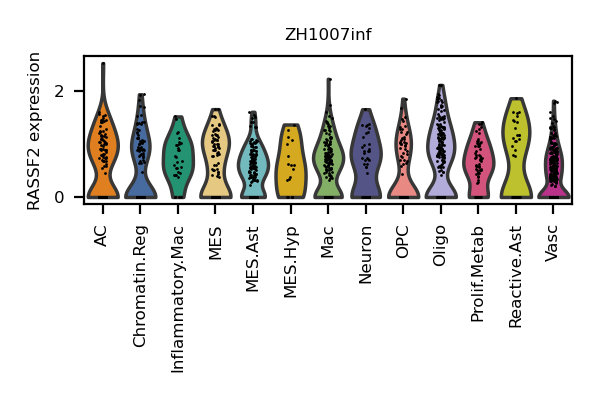 ZH1007inf
RASSF2 expression
2
0
AC
Chromatin.Reg
Inflammatory.Mac
MES
MES.Ast
MES.Hyp
Mac
Neuron
OPC
Oligo
Prolif.Metab
Reactive.Ast
Vasc